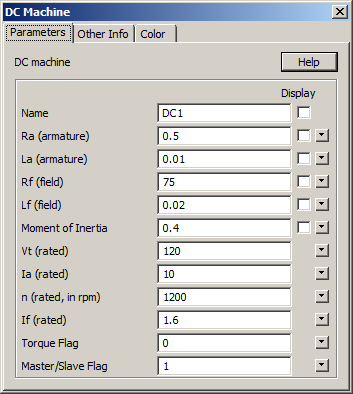 DC Machine
Parameters Other Info Color
DC machine Help
Display
Name DC1
Ra (armature) 0.5
La (armature) 0.01
Rf (field) 75
Lf (field) 0.02
Moment of Inertia 0.4
Vt (rated) 120
Ia (rated) 10
n (rated, in rpm) 1200
If (rated) 1.6
Torque Flag 0
Master/Slave Flag 1